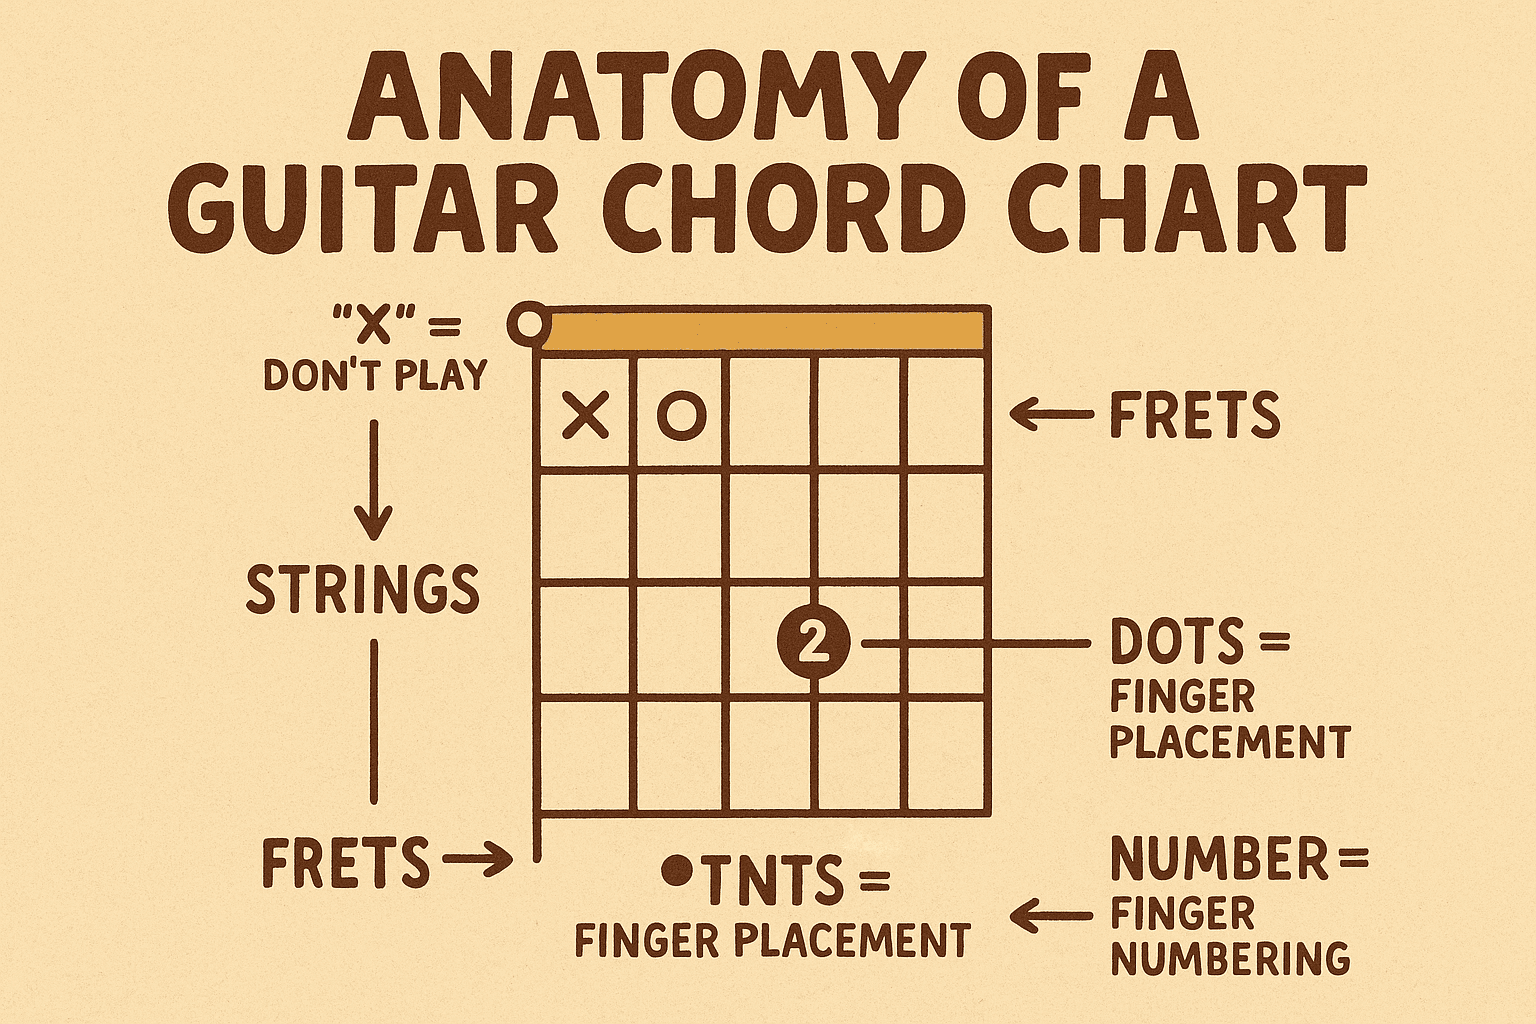 ANATOMY OF A
GUITAR CHORD CHART
"X" =
DON'T PLAY
X O
FRETS
STRINGS
2
DOTS =
FINGER
PLACEMENT
FRETS
●TNTS =
FINGER PLACEMENT
NUMBER =
FINGER
NUMBERING